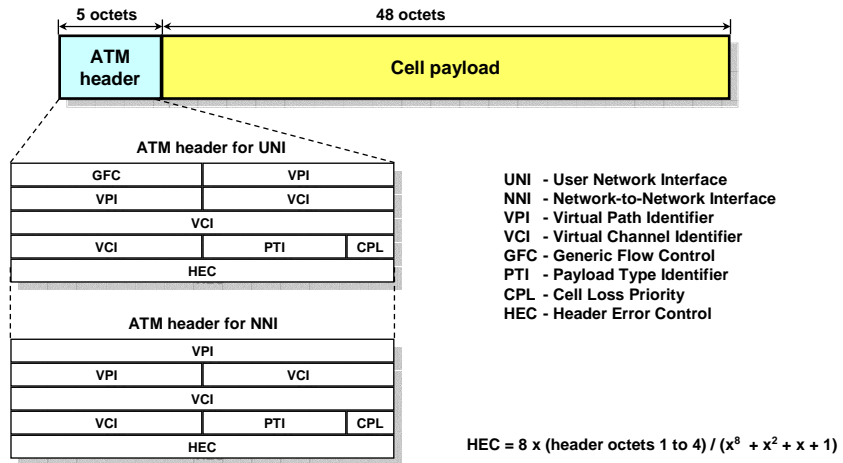 5 octets 48 octets
ATM
header
Cell payload
ATM header for UNI
GFC VPI
VPI VCI
VCI
VCI PTI CPL
HEC
ATM header for NNI
VPI
VPI VCI
VCI
VCI PTI CPL
HEC
UNI - User Network Interface
NNI - Network-to-Network Interface
VPI - Virtual Path Identifier
VCI - Virtual Channel Identifier
GFC - Generic Flow Control
PTI - Payload Type Identifier
CPL - Cell Loss Priority
HEC - Header Error Control
HEC = 8 x (header octets 1 to 4) / (x⁸ + x² + x + 1)